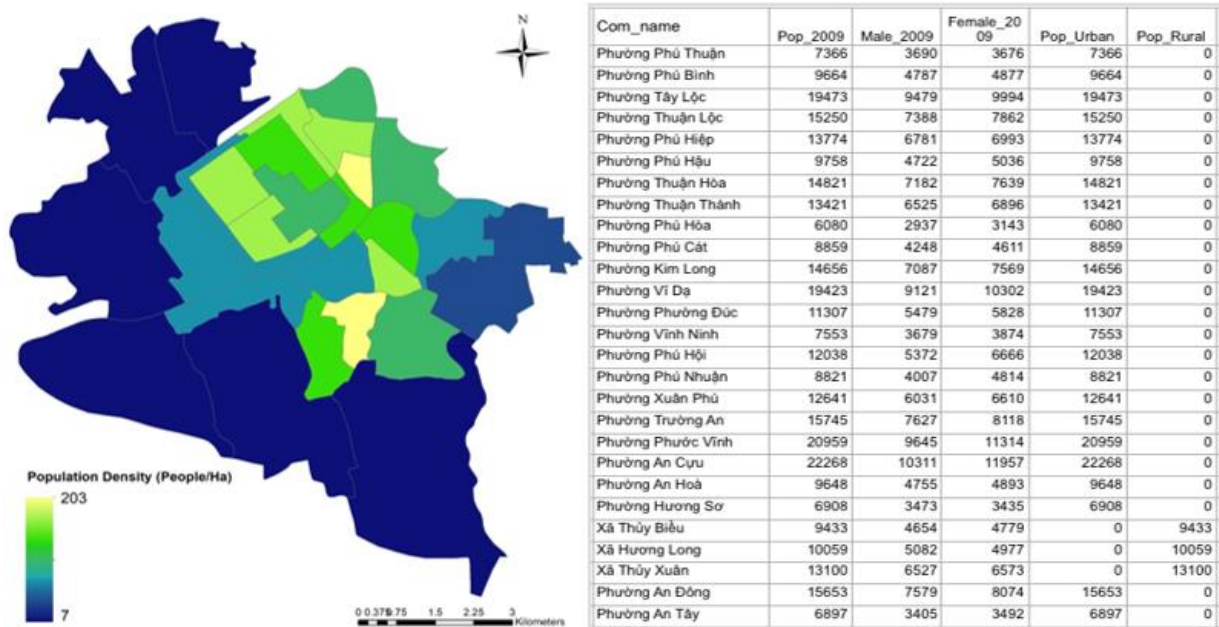 N
Population Density (People/Ha)
203
7
0 0.375 0.75 1.5 2.25 3
Kilometers
Com_name Pop_2009 Male_2009 Female_2009 Pop_Urban Pop_Rural
Phường Phú Thuận 7366 3690 3676 7366 0
Phường Phú Bình 9664 4787 4877 9664 0
Phường Tây Lộc 19473 9479 9994 19473 0
Phường Thuận Lộc 15250 7388 7862 15250 0
Phường Phú Hiệp 13774 6781 6993 13774 0
Phường Phú Hậu 9758 4722 5036 9758 0
Phường Thuận Hòa 14821 7182 7639 14821 0
Phường Thuận Thành 13421 6525 6896 13421 0
Phường Phú Hòa 6080 2937 3143 6080 0
Phường Phú Cát 8859 4248 4611 8859 0
Phường Kim Long 14656 7087 7569 14656 0
Phường Vĩ Dạ 19423 9121 10302 19423 0
Phường Phường Đúc 11307 5479 5828 11307 0
Phường Vĩnh Ninh 7553 3679 3874 7553 0
Phường Phú Hội 12038 5372 6666 12038 0
Phường Phú Nhuận 8821 4007 4814 8821 0
Phường Xuân Phú 12641 6031 6610 12641 0
Phường Trường An 15745 7627 8118 15745 0
Phường Phước Vĩnh 20959 9645 11314 20959 0
Phường An Cựu 22268 10311 11957 22268 0
Phường An Hoà 9648 4755 4893 9648 0
Phường Hương Sơ 6908 3473 3435 6908 0
Xã Thủy Biều 9433 4654 4779 0 9433
Xã Hương Long 10059 5082 4977 0 10059
Xã Thủy Xuân 13100 6527 6573 0 13100
Phường An Đông 15653 7579 8074 15653 0
Phường An Tây 6897 3405 3492 6897 0